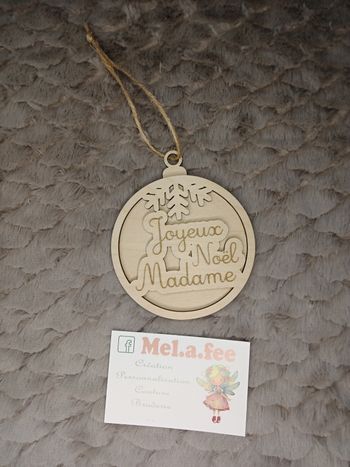 Joyeux
Noël
Madame
f Mel.a.fee
Création
Personnalisation
Couture
Broderie